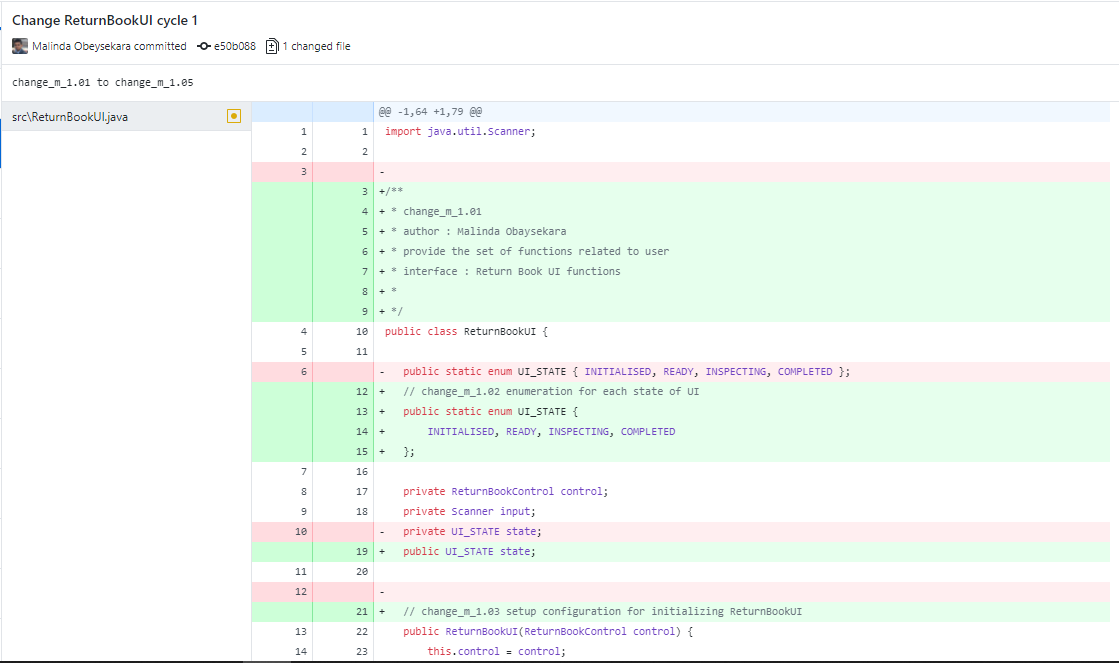 Change ReturnBookUI cycle 1
Malinda Obeysekara committed e50b088 1 changed file
change_m_1.01 to change_m_1.05
src\ReturnBookUI.java
@@ -1,64 +1,79 @@
1 1 import java.util.Scanner;
2 2
3 -
3 +/**
4 + * change_m_1.01
5 + * author : Malinda Obaysekara
6 + * provide the set of functions related to user
7 + * interface : Return Book UI functions
8 + *
9 + */
4 10 public class ReturnBookUI {
5 11
6 - public static enum UI_STATE { INITIALISED, READY, INSPECTING, COMPLETED };
12 + // change_m_1.02 enumeration for each state of UI
13 + public static enum UI_STATE {
14 + INITIALISED, READY, INSPECTING, COMPLETED
15 + };
7 16
8 17 private ReturnBookControl control;
9 18 private Scanner input;
10 - private UI_STATE state;
19 + public UI_STATE state;
11 20
12 -
21 + // change_m_1.03 setup configuration for initializing ReturnBookUI
13 22 public ReturnBookUI(ReturnBookControl control) {
14 23 this.control = control;